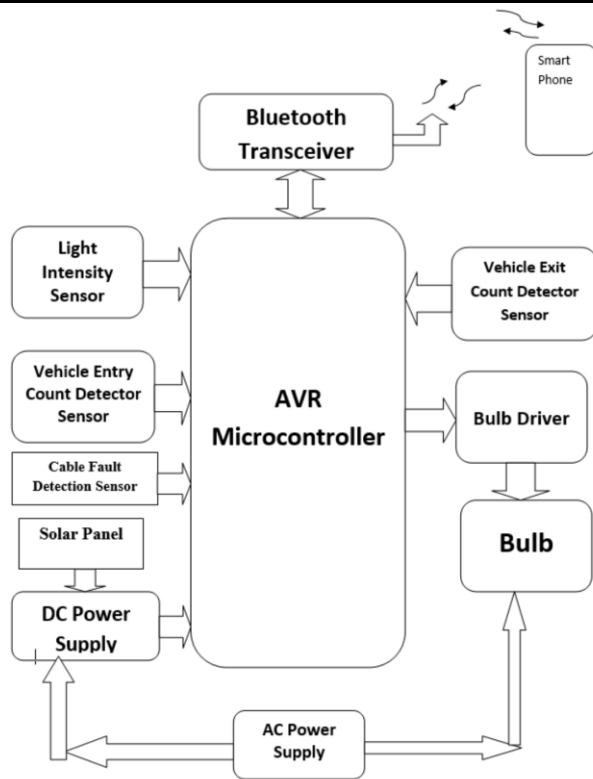 Smart
Phone
Bluetooth
Transceiver
Light
Intensity
Sensor
Vehicle Exit
Count Detector
Sensor
Vehicle Entry
Count Detector
Sensor
AVR
Microcontroller
Bulb Driver
Cable Fault
Detection Sensor
Solar Panel
Bulb
DC Power
Supply
AC Power
Supply